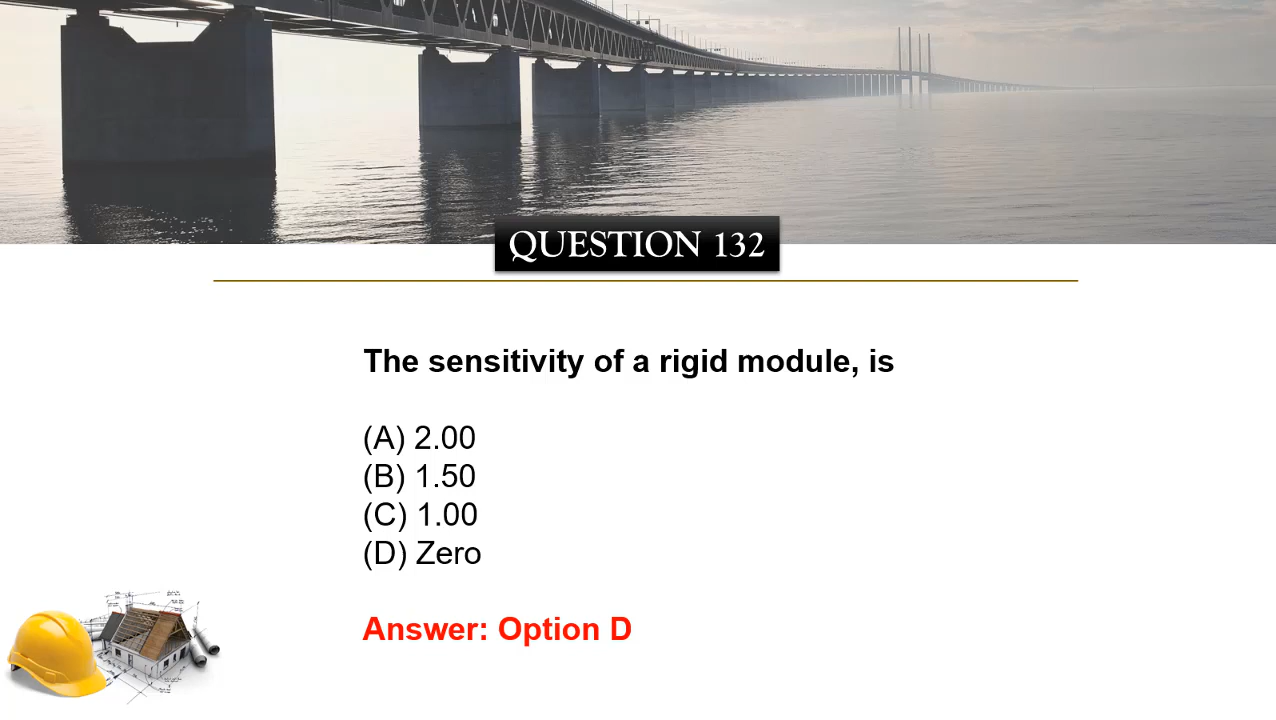 QUESTION 132
The sensitivity of a rigid module, is
(A) 2.00
(B) 1.50
(C) 1.00
(D) Zero
Answer: Option D